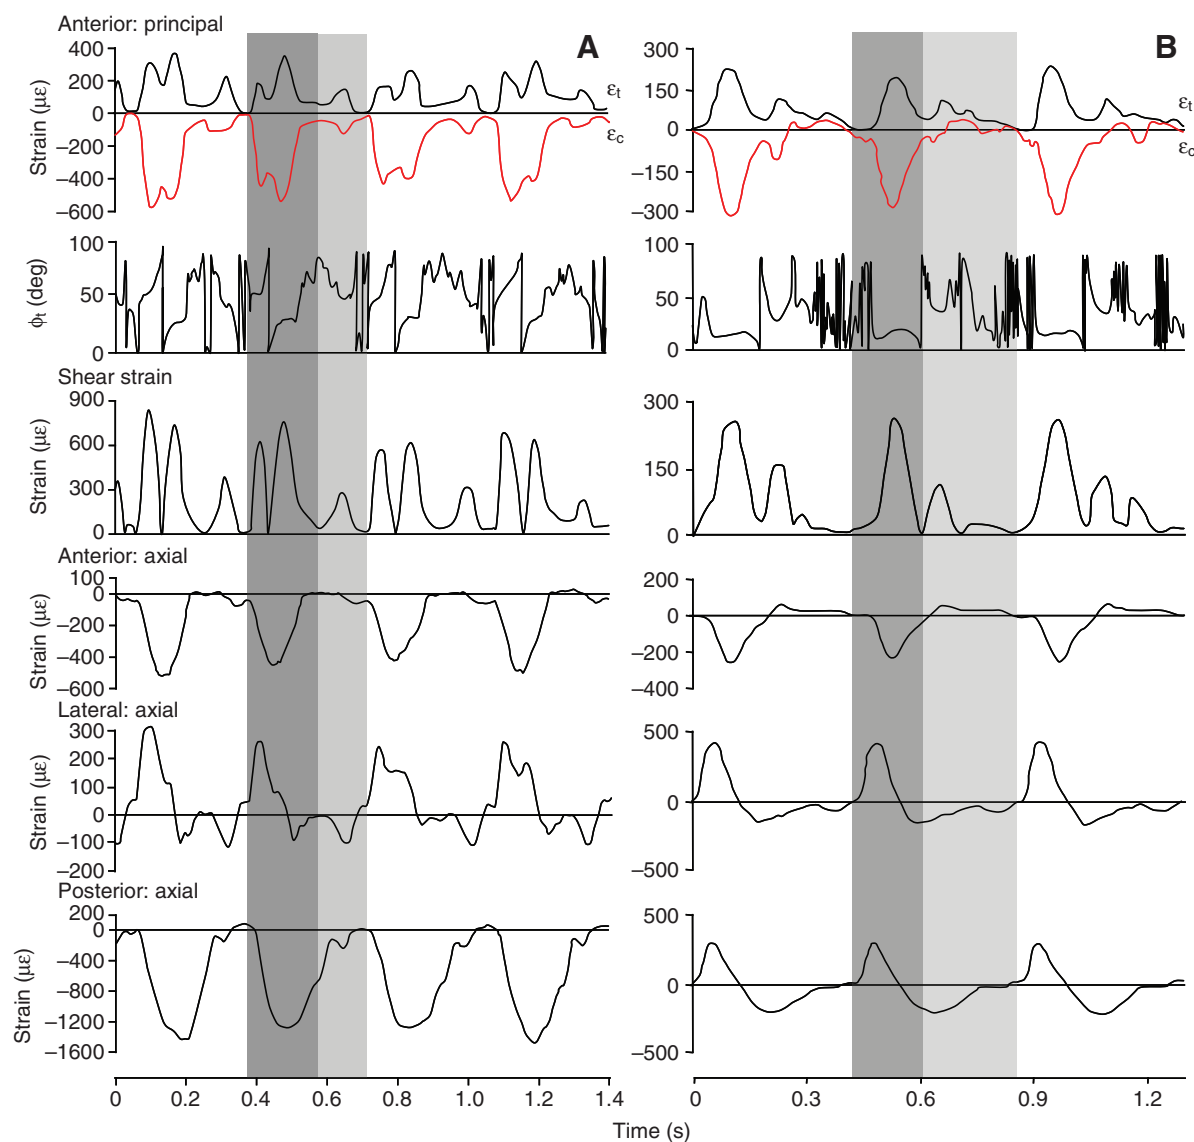 Anterior: principal
A
B
400
200
0
–200
–400
–600
Strain (µε)
εt
εc
300
150
0
–150
–300
εt
εc
100
50
0
ϕt (deg)
100
50
0
Shear strain
900
600
300
0
Strain (µε)
300
150
0
Anterior: axial
100
0
–200
–400
–600
Strain (µε)
200
0
–200
–400
Lateral: axial
300
200
100
0
–100
–200
Strain (µε)
500
0
–500
Posterior: axial
200
0
–400
–800
–1200
–1600
Strain (µε)
500
0
–500
0 0.2 0.4 0.6 0.8 1.0 1.2 1.4
0 0.3 0.6 0.9 1.2
Time (s)